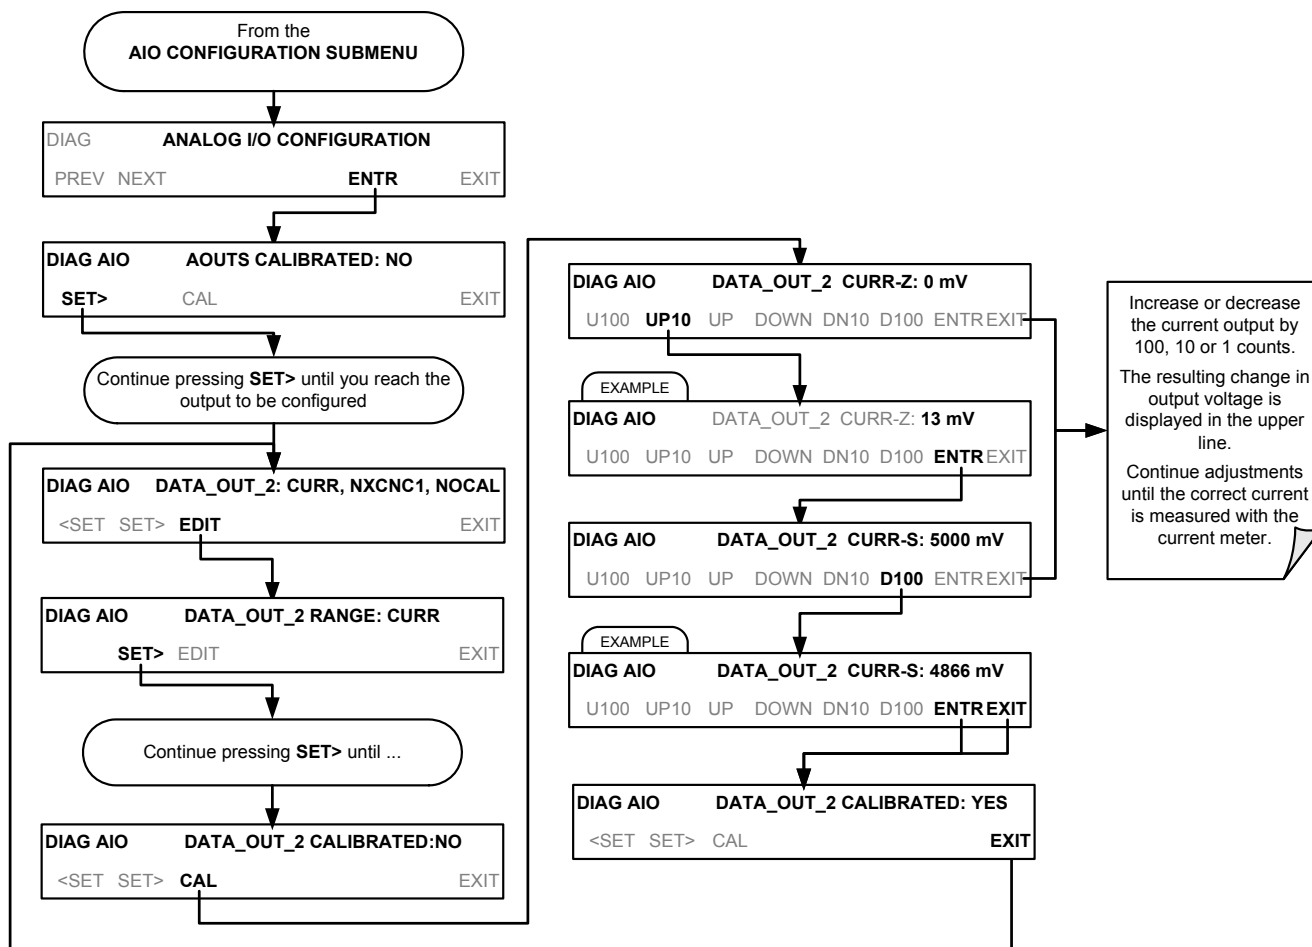 From the
AIO CONFIGURATION SUBMENU
DIAG ANALOG I/O CONFIGURATION
PREV NEXT ENTR EXIT
DIAG AIO AOUTS CALIBRATED: NO
SET> CAL EXIT
Continue pressing SET> until you reach the
output to be configured
DIAG AIO DATA_OUT_2: CURR, NXCNC1, NOCAL
<SET SET> EDIT EXIT
DIAG AIO DATA_OUT_2 RANGE: CURR
SET> EDIT EXIT
Continue pressing SET> until ...
DIAG AIO DATA_OUT_2 CALIBRATED:NO
<SET SET> CAL EXIT
DIAG AIO DATA_OUT_2 CURR-Z: 0 mV
U100 UP10 UP DOWN DN10 D100 ENTR EXIT
EXAMPLE
DIAG AIO DATA_OUT_2 CURR-Z: 13 mV
U100 UP10 UP DOWN DN10 D100 ENTR EXIT
DIAG AIO DATA_OUT_2 CURR-S: 5000 mV
U100 UP10 UP DOWN DN10 D100 ENTR EXIT
EXAMPLE
DIAG AIO DATA_OUT_2 CURR-S: 4866 mV
U100 UP10 UP DOWN DN10 D100 ENTR EXIT
DIAG AIO DATA_OUT_2 CALIBRATED: YES
<SET SET> CAL EXIT
Increase or decrease
the current output by
100, 10 or 1 counts.
The resulting change in
output voltage is
displayed in the upper
line.
Continue adjustments
until the correct current
is measured with the
current meter.